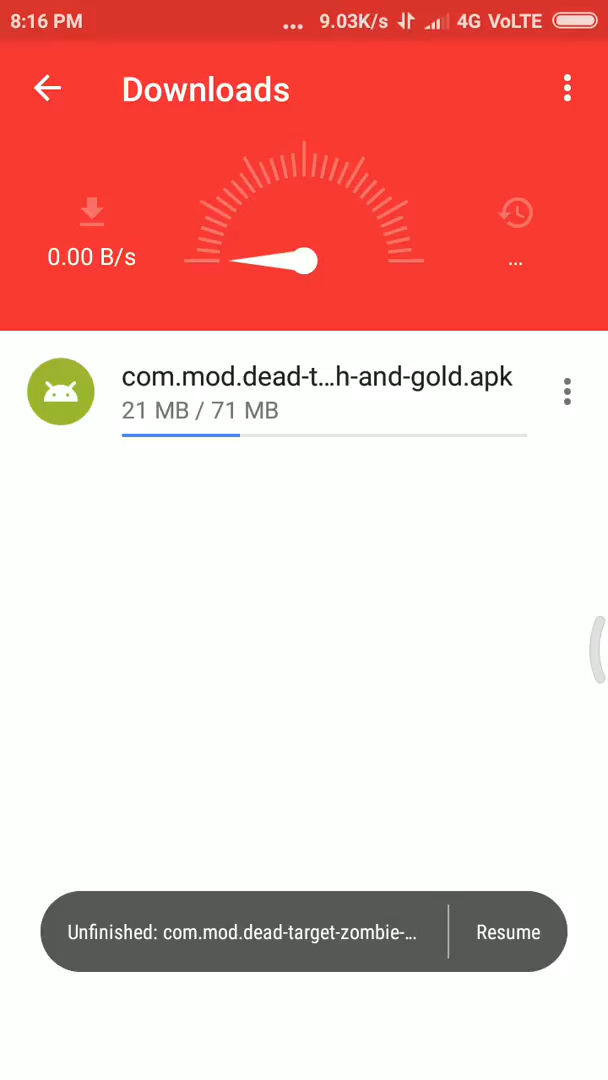 8:16 PM ... 9.03K/s 4G VoLTE
Downloads
0.00 B/s
...
com.mod.dead-t...h-and-gold.apk
21 MB / 71 MB
Unfinished: com.mod.dead-target-zombie-...
Resume